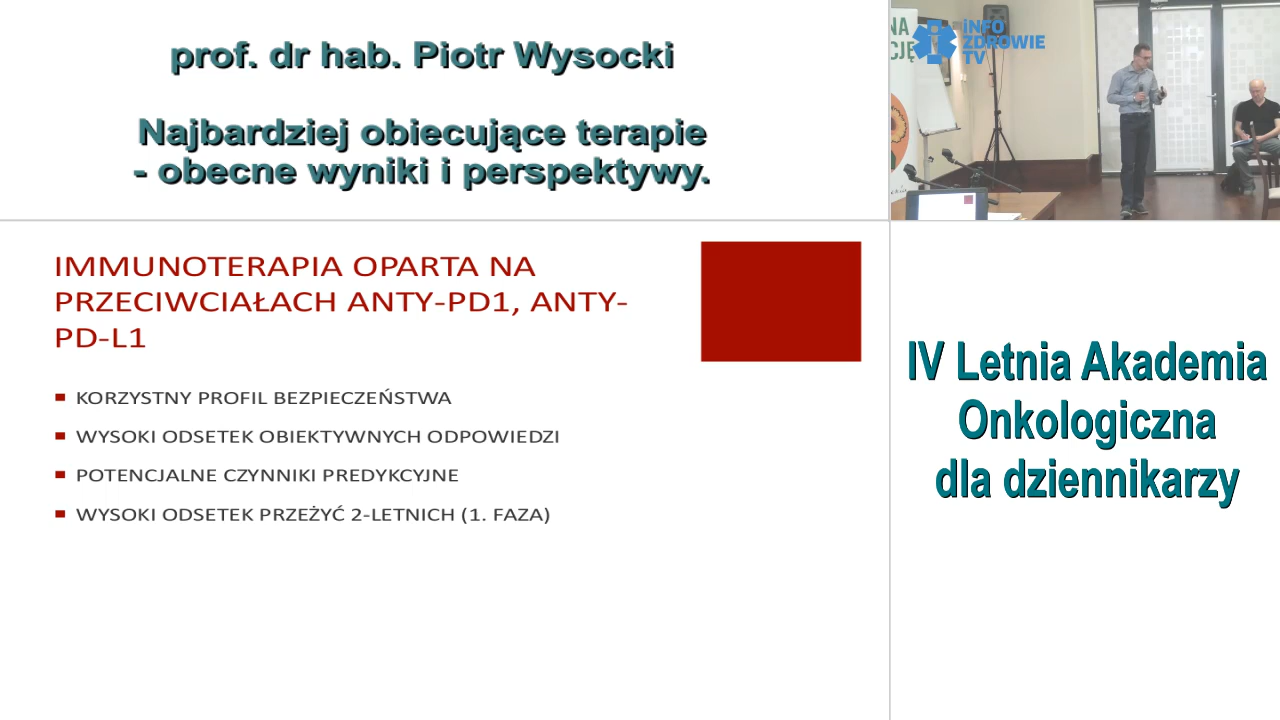 prof. dr hab. Piotr Wysocki
Najbardziej obiecujące terapie
- obecne wyniki i perspektywy.
NA
CJĘ
INFO
ZDROWIE
TV
IMMUNOTERAPIA OPARTA NA
PRZECIWCIAŁACH ANTY-PD1, ANTY-
PD-L1
KORZYSTNY PROFIL BEZPIECZEŃSTWA
WYSOKI ODSETEK OBIEKTYWNYCH ODPOWIEDZI
POTENCJALNE CZYNNIKI PREDYKCYJNE
WYSOKI ODSETEK PRZEŻYĆ 2-LETNICH (1. FAZA)
IV Letnia Akademia
Onkologiczna
dla dziennikarzy